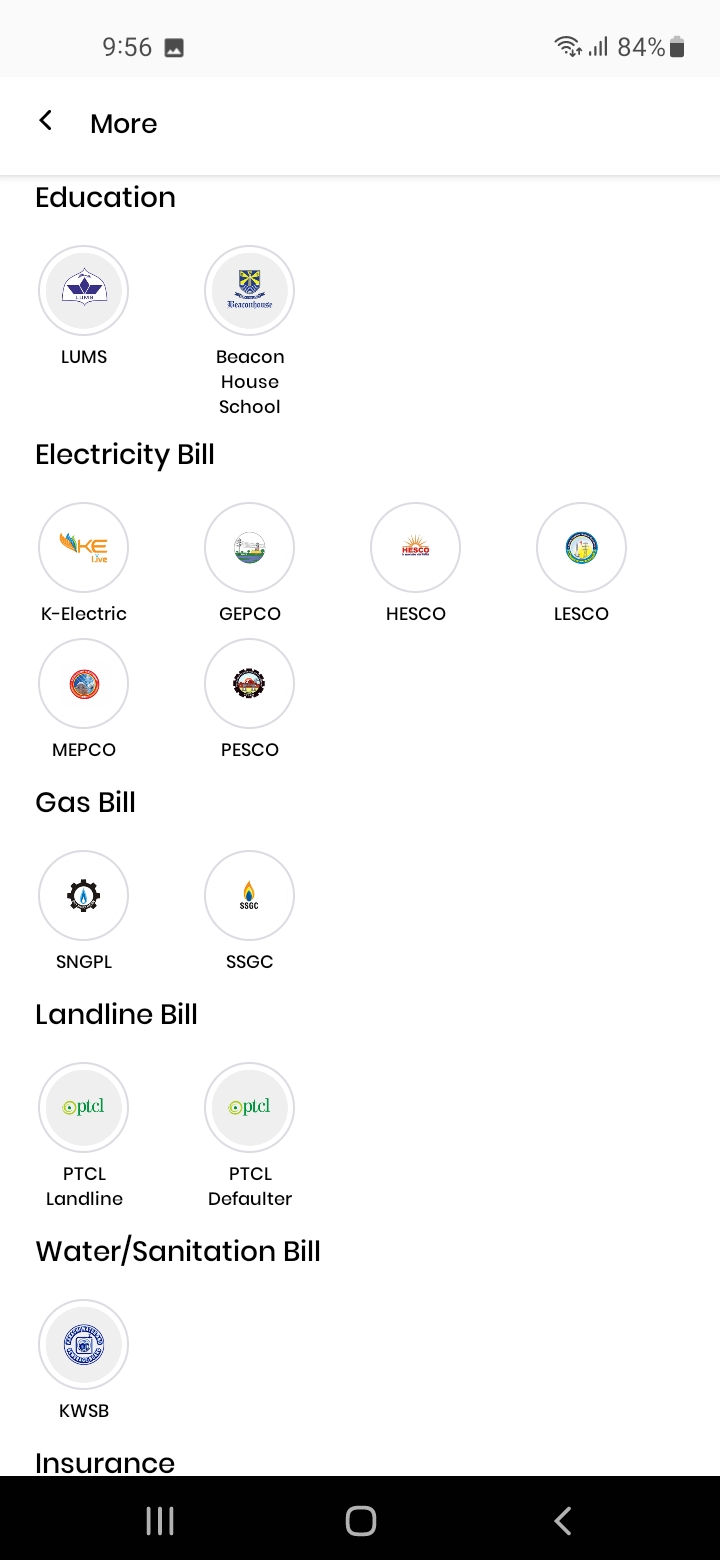 9:56 84%
More
Education
LUMS
Beaconhouse
LUMS
Beacon
House
School
Electricity Bill
KE
Live
HESCO
K-Electric GEPCO HESCO LESCO
MEPCO PESCO
Gas Bill
SSGC
SNGPL SSGC
Landline Bill
ptcl ptcl
PTCL
Landline
PTCL
Defaulter
Water/Sanitation Bill
KWSB
Insurance